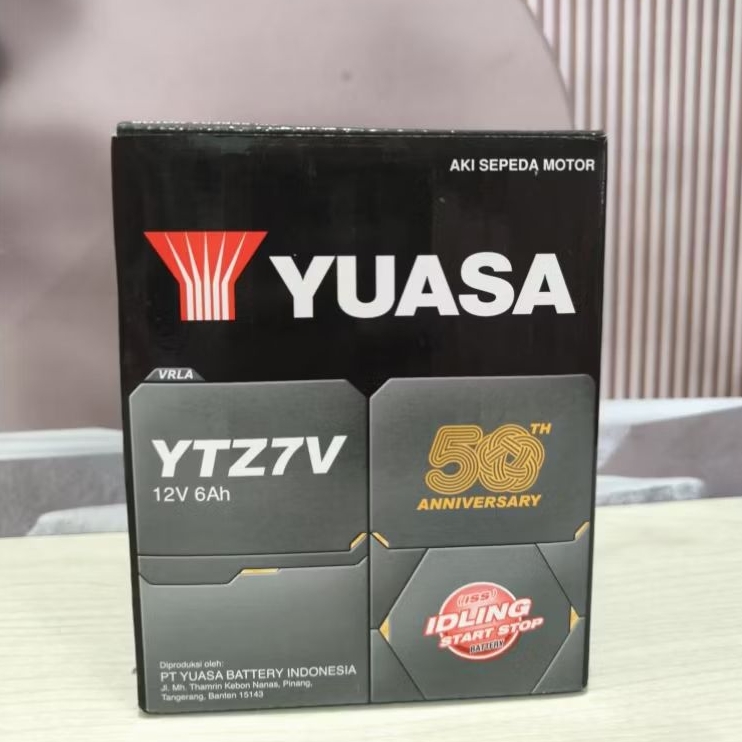 AKI SEPEDA MOTOR
YUASA
VRLA
YTZ7V
12V 6Ah
50TH
ANNIVERSARY
(ISS)
IDLING
START STOP
BATTERY
Diproduksi oleh:
PT YUASA BATTERY INDONESIA
Jl. Mh. Thamrin Kebon Nanas, Pinang,
Tangerang, Banten 15143